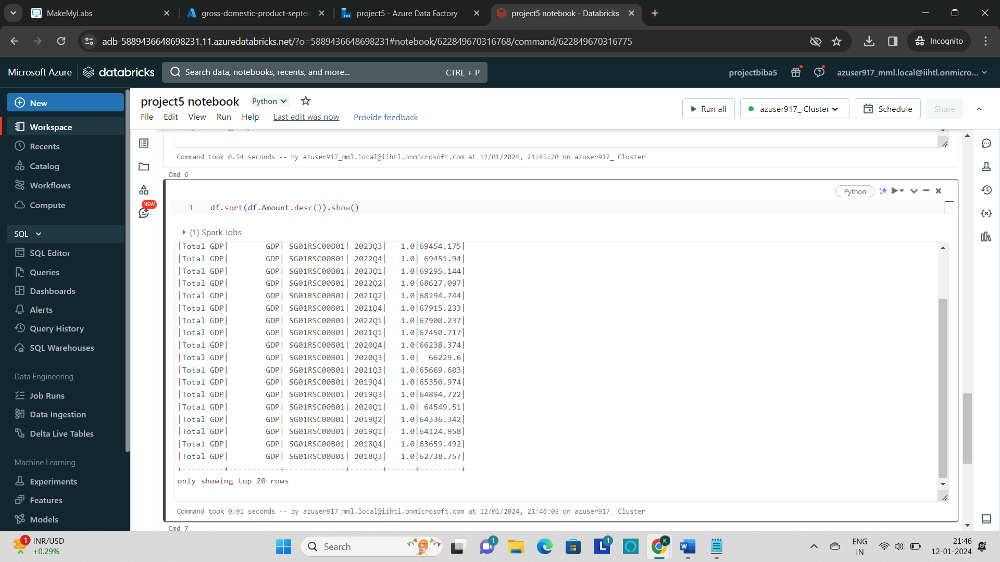 MakeMyLabs
gross-domestic-product-septer
project5 - Azure Data Factory
project5 notebook - Databricks
adb-5889436648698231.11.azuredatabricks.net/?o=5889436648698231#notebook/622849670316768/command/622849670316775
Incognito
Microsoft Azure
databricks
Search data, notebooks, recents, and more...
CTRL + P
projectbiba5
azuser917_mml.local@iihtl.onmicro...
New
Workspace
Recents
Catalog
Workflows
Compute
SQL
SQL Editor
Queries
Dashboards
Alerts
Query History
SQL Warehouses
Data Engineering
Job Runs
Data Ingestion
Delta Live Tables
Machine Learning
Experiments
Features
Models
project5 notebook
Python
File Edit View Run Help Last edit was now Provide feedback
Run all
azuser917_ Cluster
Schedule
Share
NEW
Command took 0.54 seconds -- by azuser917_mml.local@iihtl.onmicrosoft.com at 12/01/2024, 21:45:20 on azuser917_ Cluster
Cmd 6
Python
1 df.sort(df.Amount.desc()).show()
(1) Spark Jobs
|Total GDP|        GDP| SG01RSC00B01| 2023Q3|   1.0|69454.175|
|Total GDP|        GDP| SG01RSC00B01| 2022Q4|   1.0| 69451.94|
|Total GDP|        GDP| SG01RSC00B01| 2023Q1|   1.0|69295.144|
|Total GDP|        GDP| SG01RSC00B01| 2022Q2|   1.0|68627.097|
|Total GDP|        GDP| SG01RSC00B01| 2021Q2|   1.0|68294.744|
|Total GDP|        GDP| SG01RSC00B01| 2021Q4|   1.0|67915.233|
|Total GDP|        GDP| SG01RSC00B01| 2022Q1|   1.0|67900.237|
|Total GDP|        GDP| SG01RSC00B01| 2021Q1|   1.0|67450.717|
|Total GDP|        GDP| SG01RSC00B01| 2020Q4|   1.0|66238.374|
|Total GDP|        GDP| SG01RSC00B01| 2020Q3|   1.0|  66229.6|
|Total GDP|        GDP| SG01RSC00B01| 2021Q3|   1.0|65669.603|
|Total GDP|        GDP| SG01RSC00B01| 2019Q4|   1.0|65350.974|
|Total GDP|        GDP| SG01RSC00B01| 2019Q3|   1.0|64894.722|
|Total GDP|        GDP| SG01RSC00B01| 2020Q1|   1.0| 64549.51|
|Total GDP|        GDP| SG01RSC00B01| 2019Q2|   1.0|64336.342|
|Total GDP|        GDP| SG01RSC00B01| 2019Q1|   1.0|64124.958|
|Total GDP|        GDP| SG01RSC00B01| 2018Q4|   1.0|63659.492|
|Total GDP|        GDP| SG01RSC00B01| 2018Q3|   1.0|62738.757|
+---------+-----------+-------------+-------+------+---------+
only showing top 20 rows
Command took 0.91 seconds -- by azuser917_mml.local@iihtl.onmicrosoft.com at 12/01/2024, 21:46:05 on azuser917_ Cluster
Cmd 7
1
INR/USD
+0.29%
Search
1
1
K
ENG
IN
21:46
12-01-2024